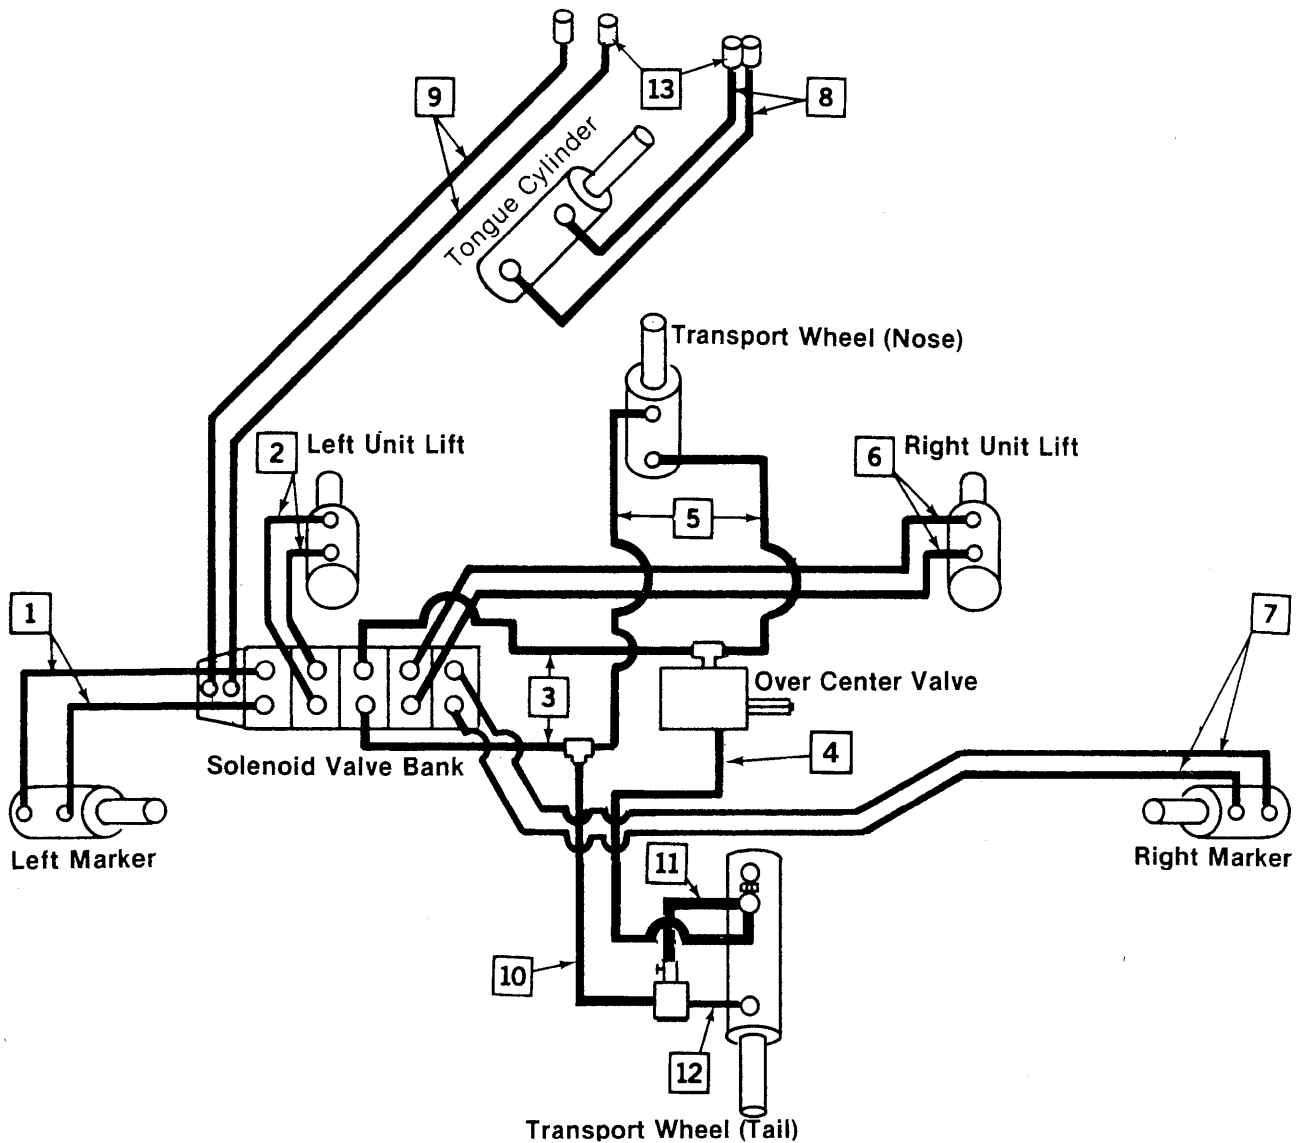 13
9
8
Tongue Cylinder
Transport Wheel (Nose)
2
Left Unit Lift
6
Right Unit Lift
5
1
7
3
Over Center Valve
4
Solenoid Valve Bank
Left Marker
Right Marker
11
10
12
Transport Wheel (Tail)